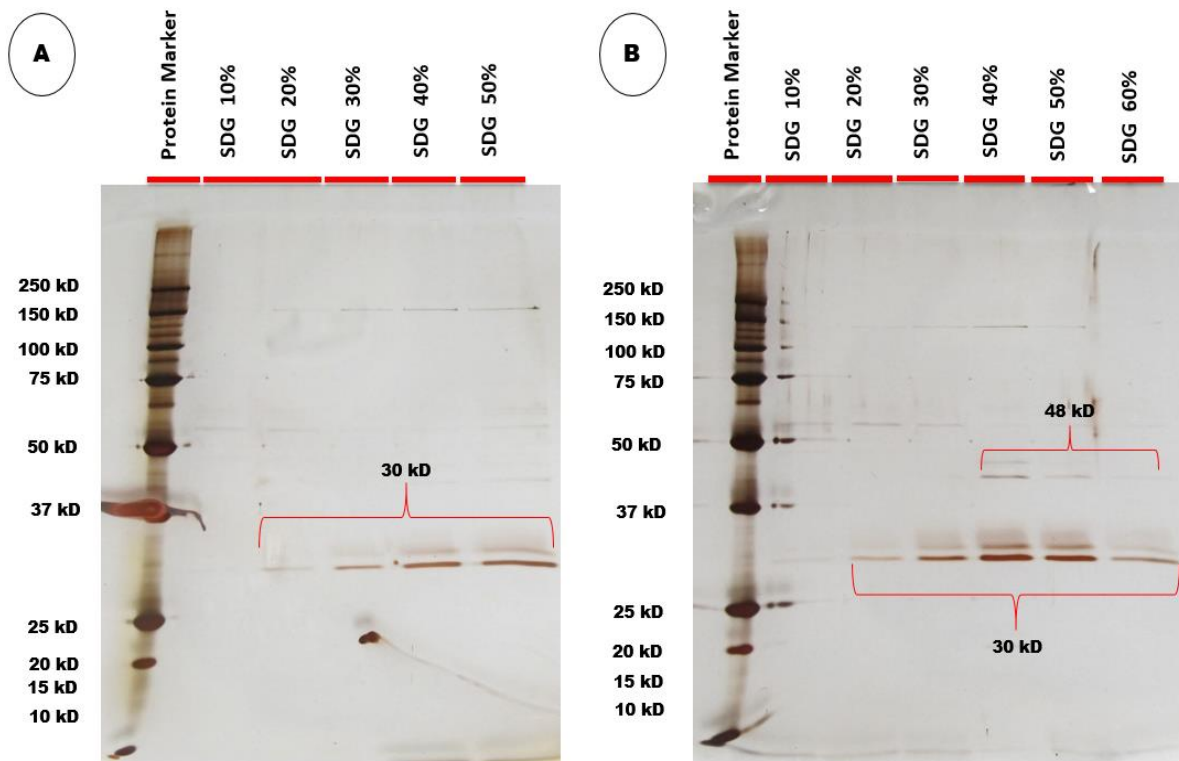 A
Protein Marker
SDG 10%
SDG 20%
SDG 30%
SDG 40%
SDG 50%
250 kD
150 kD
100 kD
75 kD
50 kD
37 kD
25 kD
20 kD
15 kD
10 kD
30 kD
B
Protein Marker
SDG 10%
SDG 20%
SDG 30%
SDG 40%
SDG 50%
SDG 60%
250 kD
150 kD
100 kD
75 kD
50 kD
37 kD
25 kD
20 kD
15 kD
10 kD
48 kD
30 kD